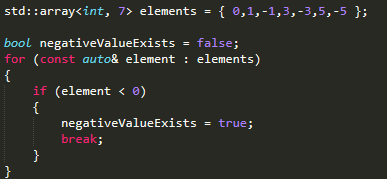 std::array<int, 7> elements = { 0,1,-1,3,-3,5,-5 };
bool negativeValueExists = false;
for (const auto& element : elements)
{
if (element < 0)
{
negativeValueExists = true;
break;
}
}